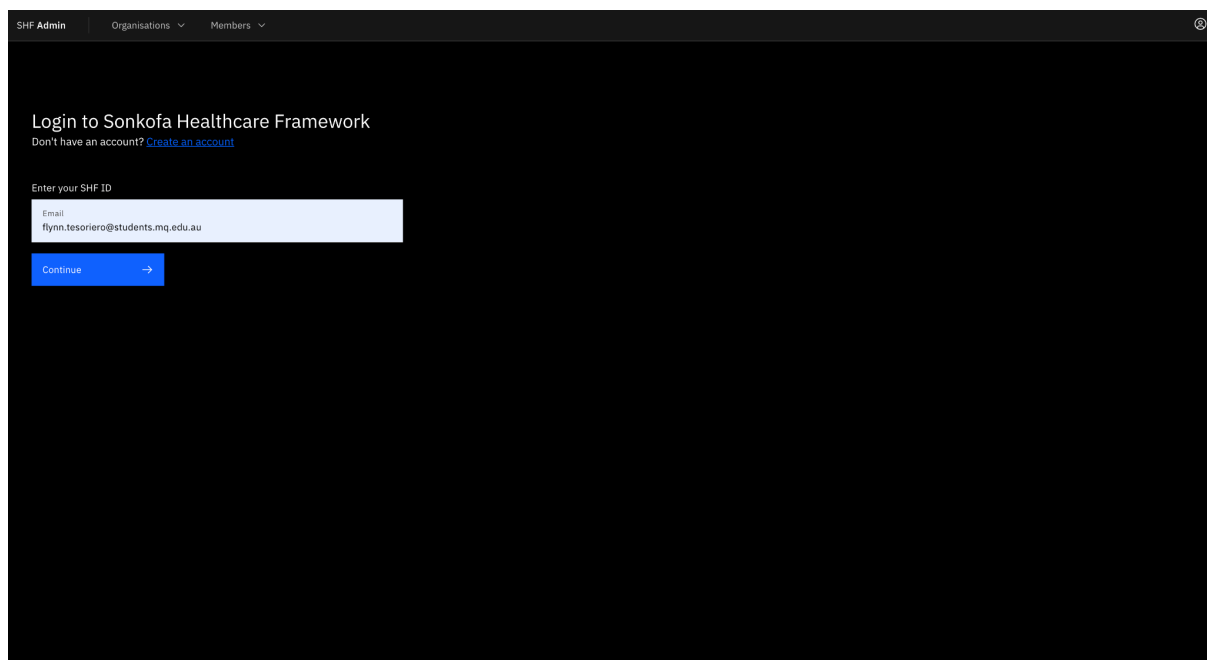 SHF Admin Organisations Members
Login to Sonkofa Healthcare Framework
Don't have an account? Create an account
Enter your SHF ID
Email
flynn.tesoriero@students.mq.edu.au
Continue